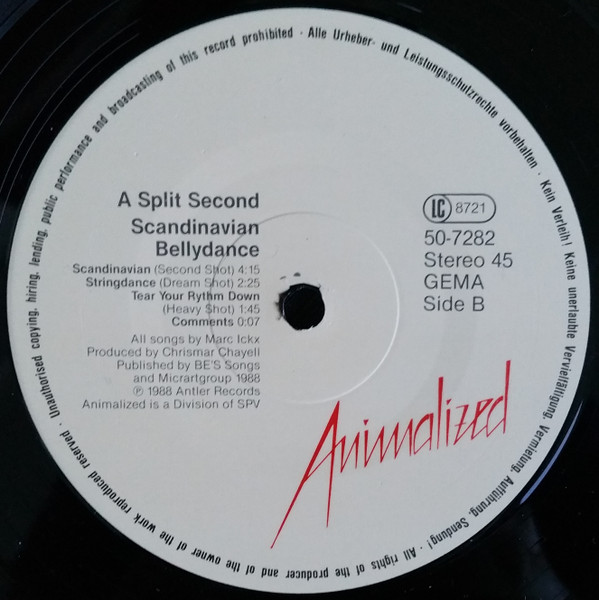 A Split Second
Scandinavian
Bellydance
Scandinavian (Second Shot) 4:15
Stringdance (Dream Shot) 2:25
Tear Your Rythm Down
(Heavy Shot) 1:45
Comments 0:07
All songs by Marc Ickx
Produced by Chrismar Chayell
Published by BE'S Songs
and Micrartgroup 1988
℗ 1988 Antler Records
Animalized is a Division of SPV
LC 8721
50-7282
Stereo 45
GEMA
Side B
Animalized
· Alle Urheber- und Leistungsschutzrechte vorbehalten · Kein Verleih! Keine unerlaubte Vervielfältigung, Vermietung, Aufführung, Sendung! · All rights of the producer and of the owner of the work reproduced reserved · Unauthorised copying, hiring, lending, public performance and broadcasting of this record prohibited